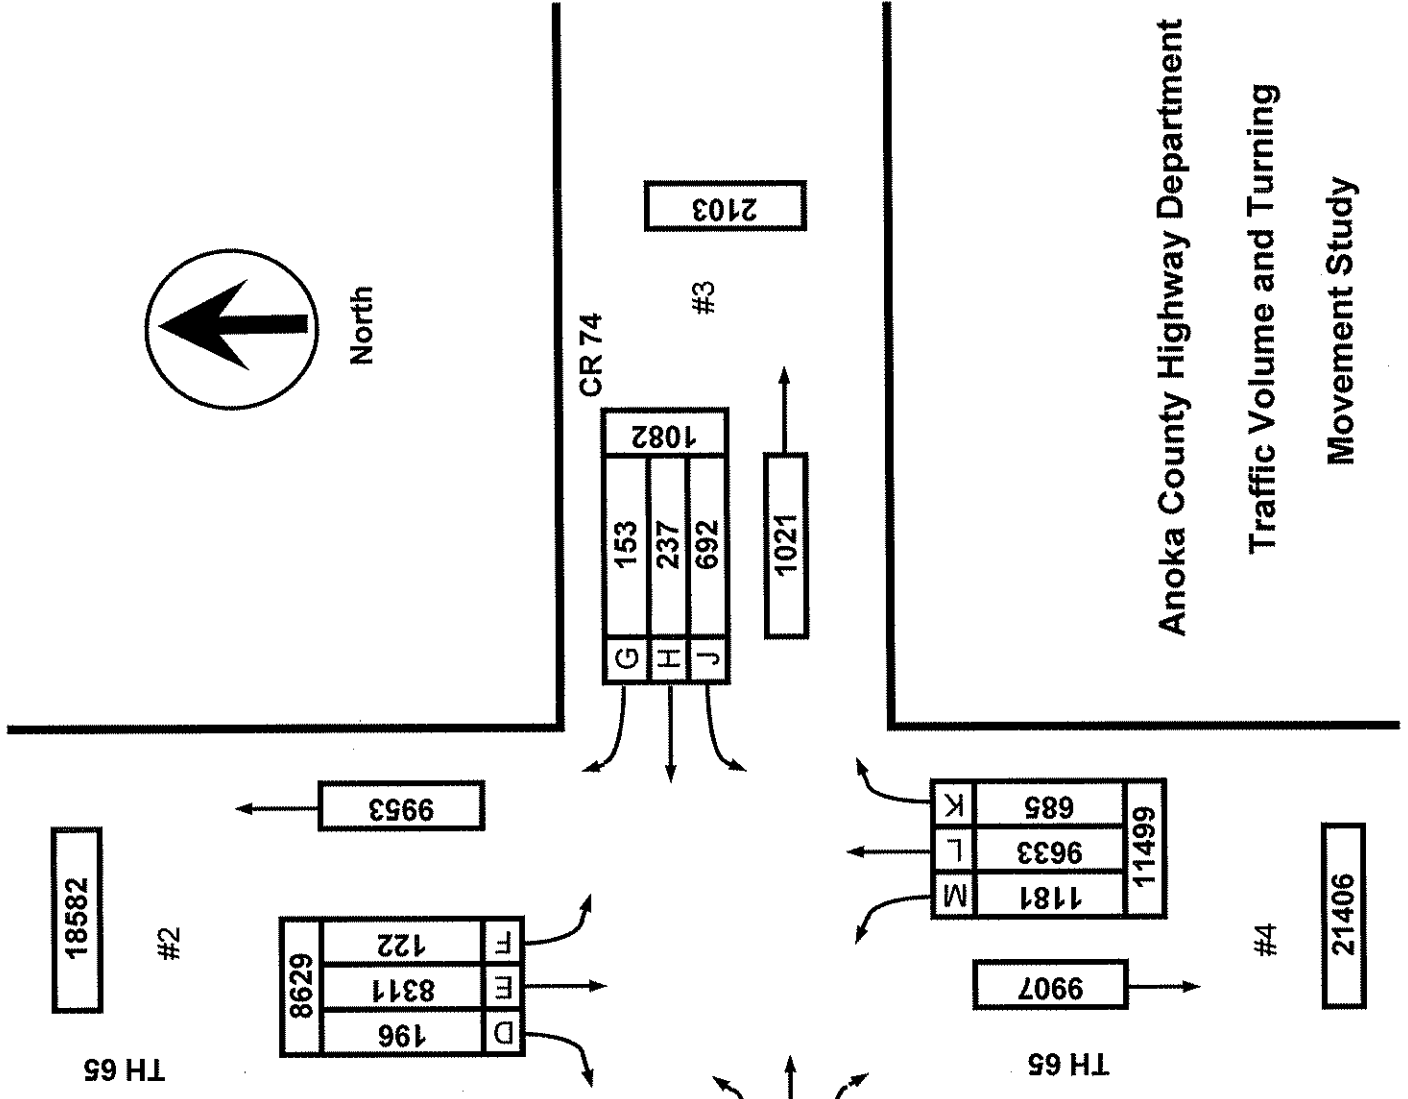 Anoka County Highway Department
Traffic Volume and Turning
Movement Study
North
CR 74
#3
2103
1082
G 153
H 237
J 692
1021
18582
#2
TH 65
9953
8629
D 196
E 8311
F 122
K 685
L 9633
M 1181
11499
9907
#4
21406
TH 65